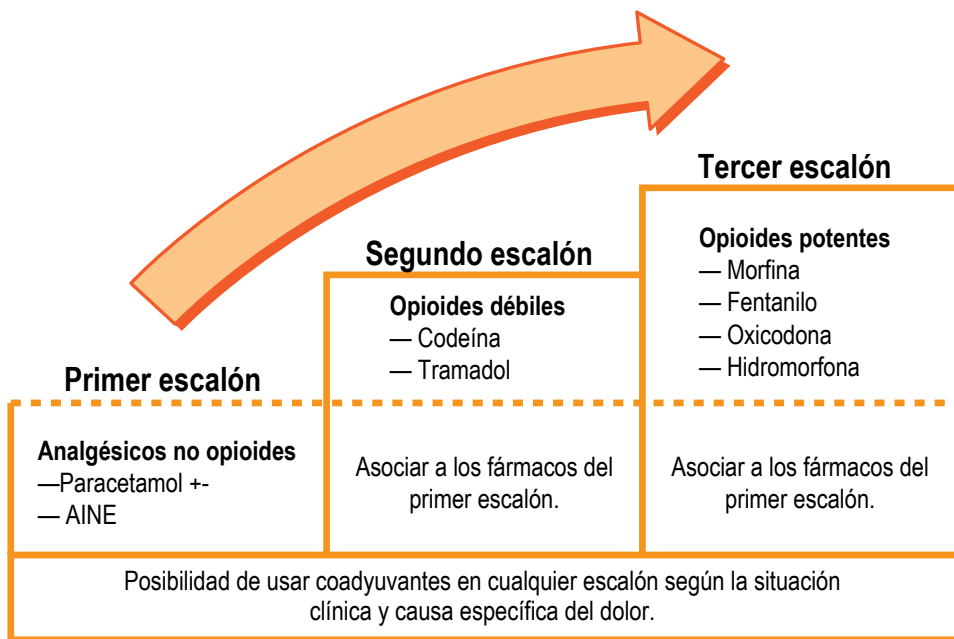 Primer escalón
Analgésicos no opioides
—Paracetamol +-
— AINE
Segundo escalón
Opioides débiles
— Codeína
— Tramadol
Asociar a los fármacos del
primer escalón.
Tercer escalón
Opioides potentes
— Morfina
— Fentanilo
— Oxicodona
— Hidromorfona
Asociar a los fármacos del
primer escalón.
Posibilidad de usar coadyuvantes en cualquier escalón según la situación
clínica y causa específica del dolor.